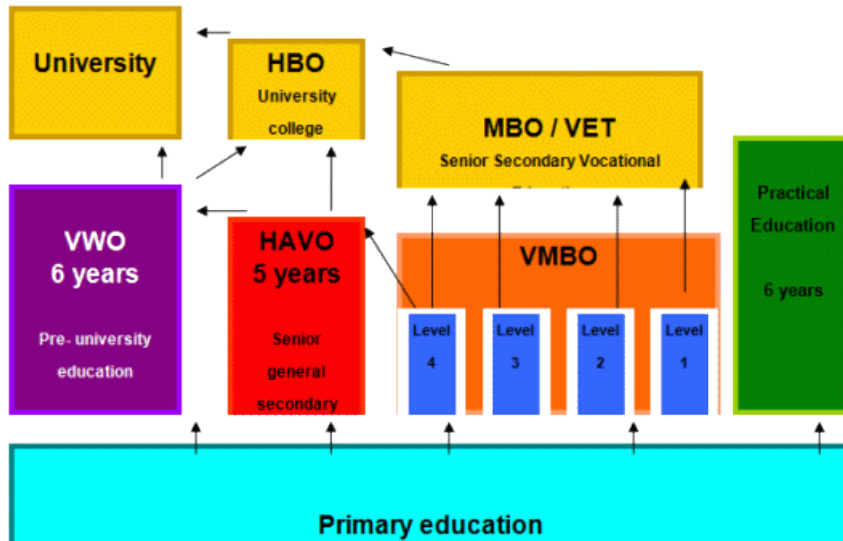 University
HBO
University
college
MBO / VET
Senior Secondary Vocational
Practical
Education
6 years
VWO
6 years
Pre- university
education
HAVO
5 years
Senior
general
secondary
VMBO
Level
4
Level
3
Level
2
Level
1
Primary education